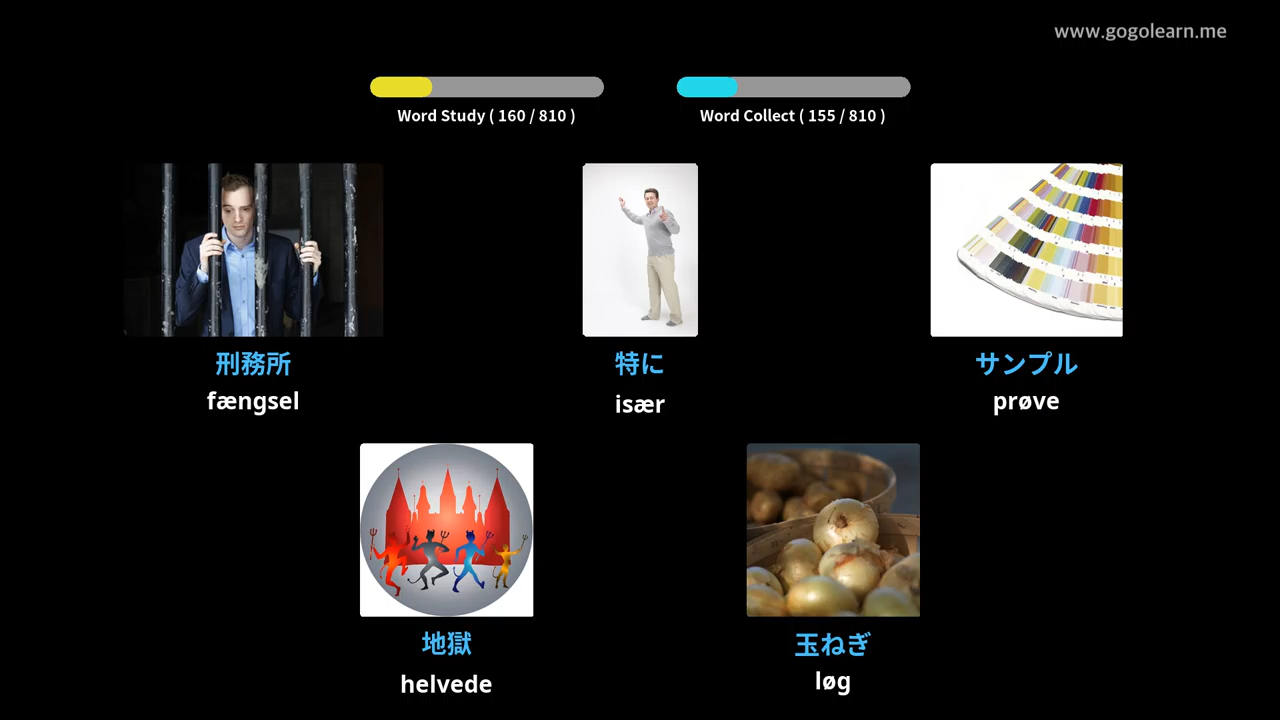 www.gogolearn.me
Word Study ( 160 / 810 )
Word Collect ( 155 / 810 )
刑務所
fængsel
特に
især
サンプル
prøve
地獄
helvede
玉ねぎ
løg